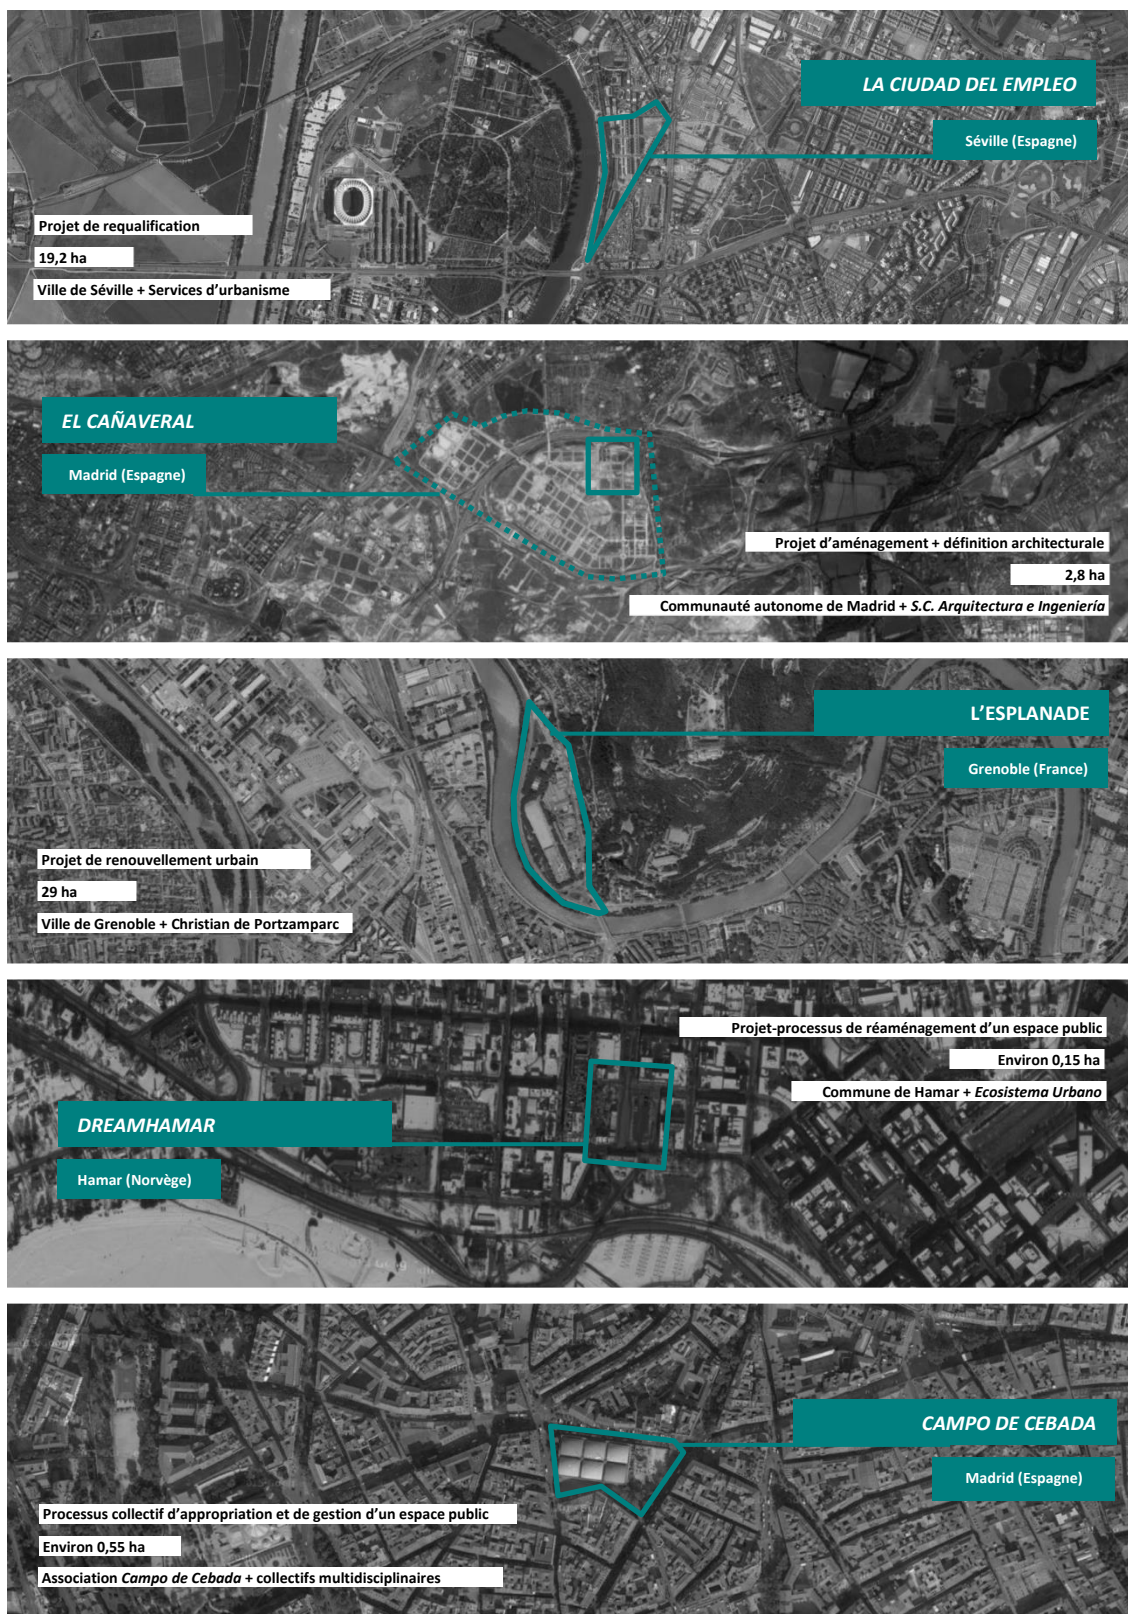 LA CIUDAD DEL EMPLEO
Séville (Espagne)
Projet de requalification
19,2 ha
Ville de Séville + Services d'urbanisme
EL CAÑAVERAL
Madrid (Espagne)
Projet d'aménagement + définition architecturale
2,8 ha
Communauté autonome de Madrid + S.C. Arquitectura e Ingeniería
L'ESPLANADE
Grenoble (France)
Projet de renouvellement urbain
29 ha
Ville de Grenoble + Christian de Portzamparc
Projet-processus de réaménagement d'un espace public
Environ 0,15 ha
Commune de Hamar + Ecosistema Urbano
DREAMHAMAR
Hamar (Norvège)
CAMPO DE CEBADA
Madrid (Espagne)
Processus collectif d'appropriation et de gestion d'un espace public
Environ 0,55 ha
Association Campo de Cebada + collectifs multidisciplinaires